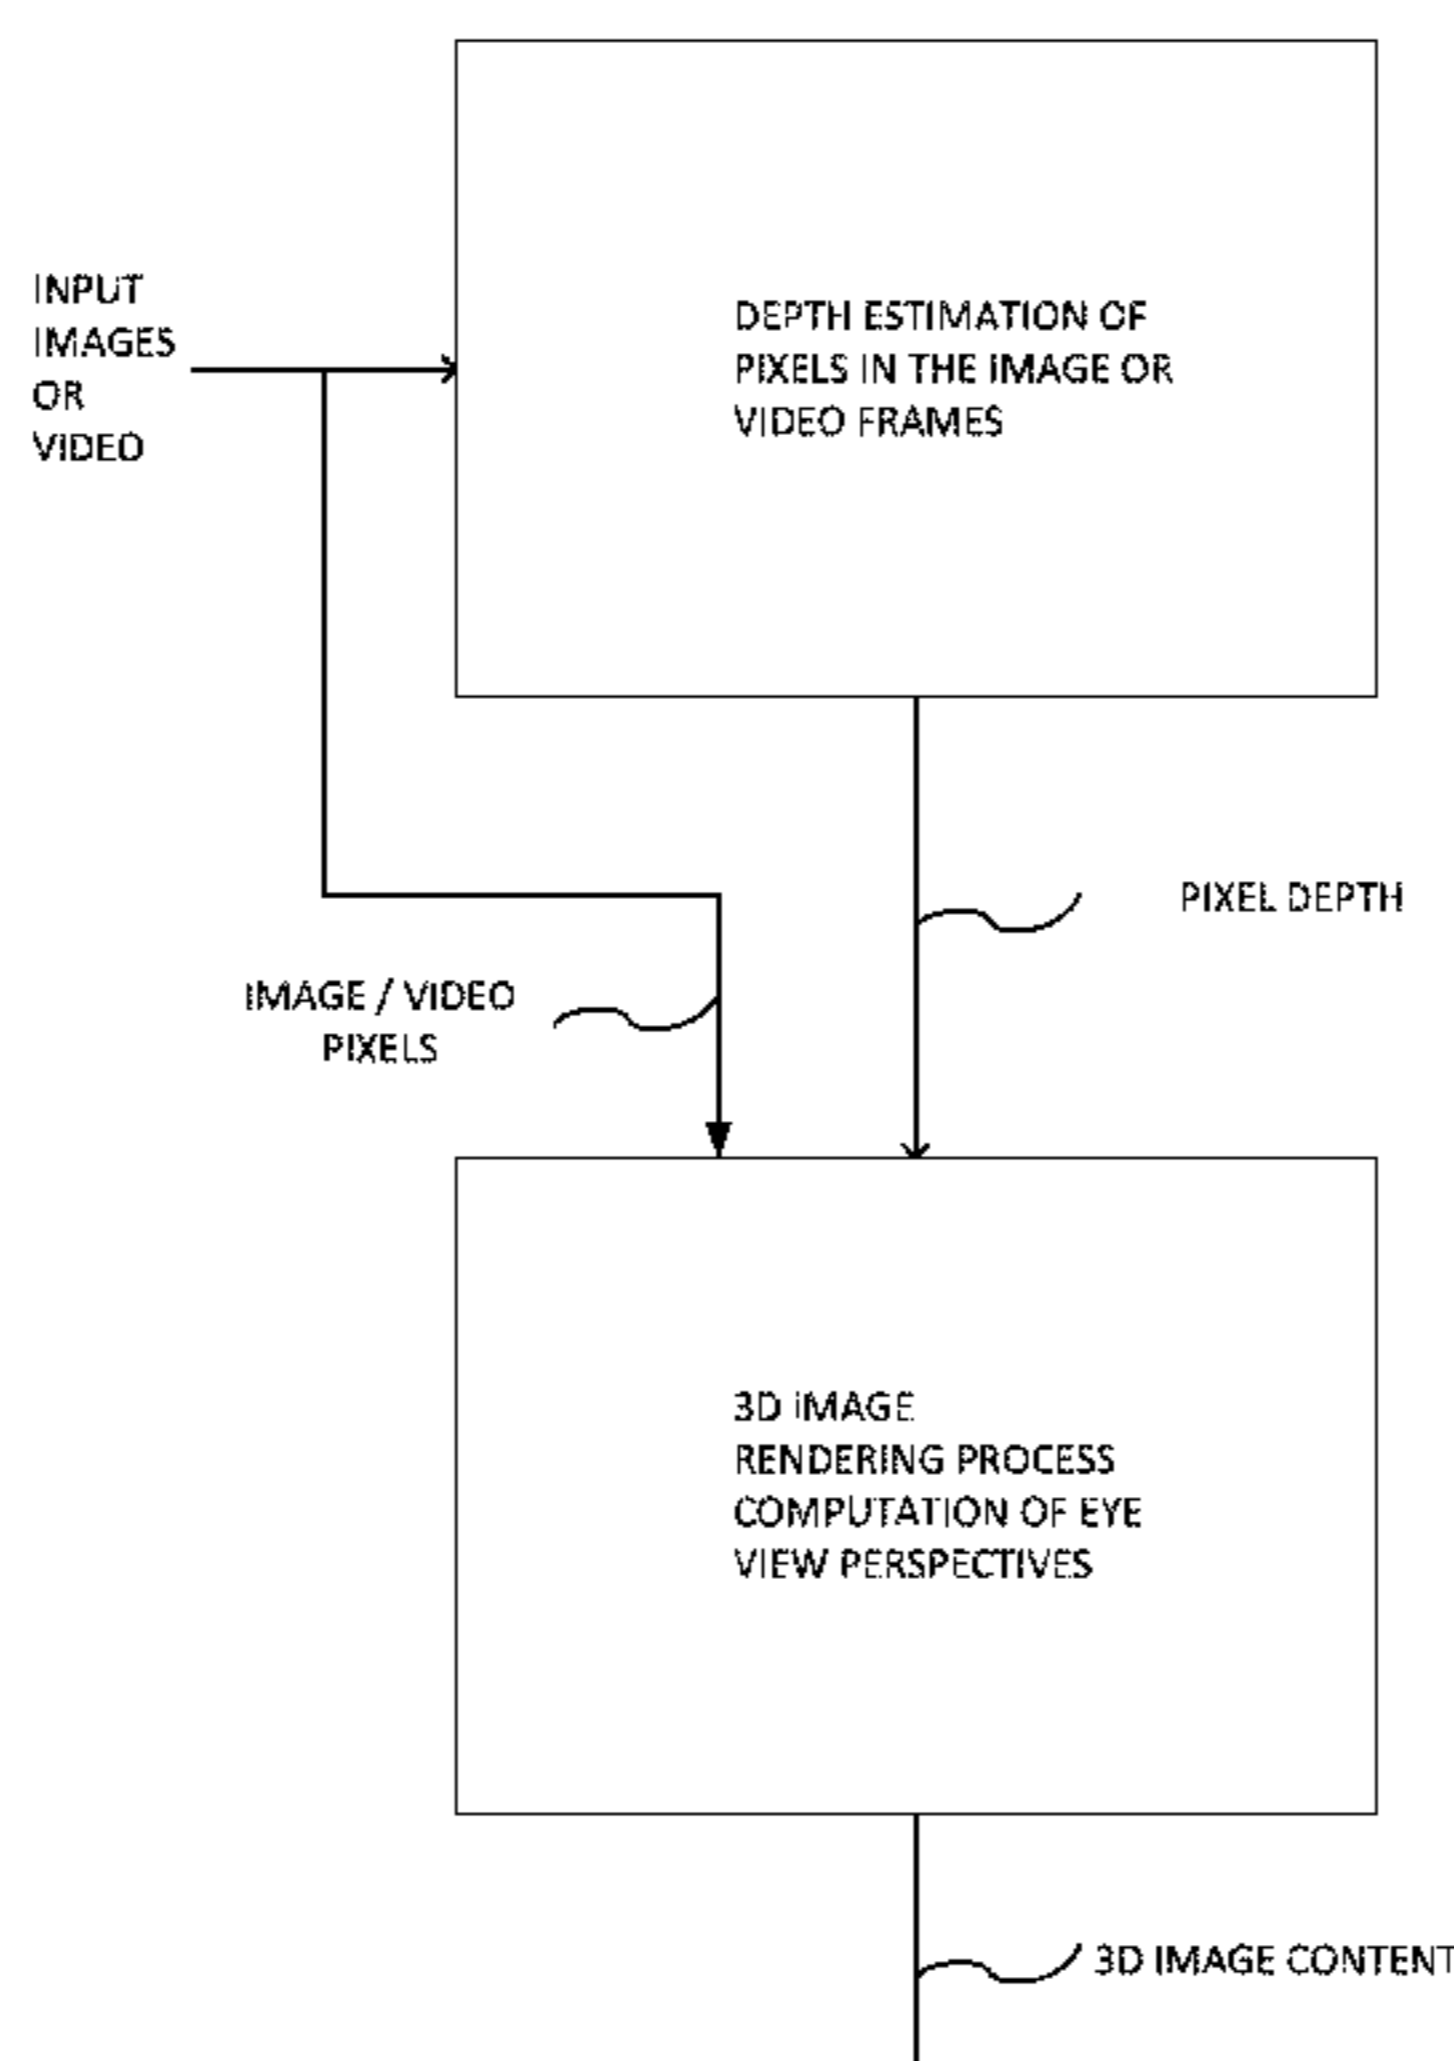 INPUT
IMAGES
OR
VIDEO
DEPTH ESTIMATION OF
PIXELS IN THE IMAGE OR
VIDEO FRAMES
PIXEL DEPTH
IMAGE / VIDEO
PIXELS
3D IMAGE
RENDERING PROCESS
COMPUTATION OF EYE
VIEW PERSPECTIVES
3D IMAGE CONTENT